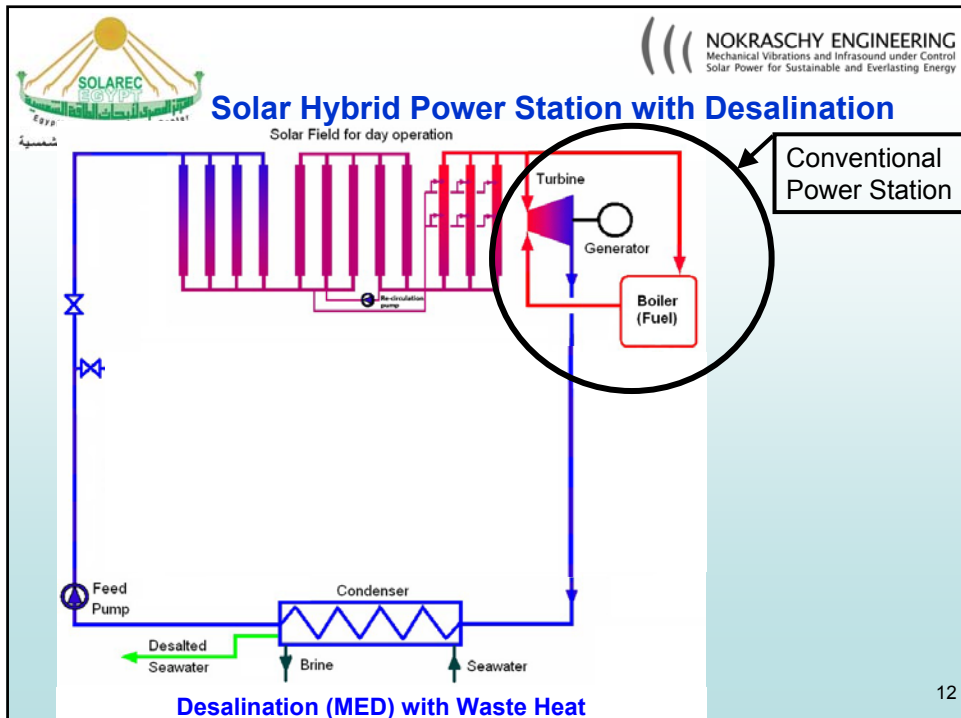 NOKRASCHY ENGINEERING
Mechanical Vibrations and Infrasound under Control
Solar Power for Sustainable and Everlasting Energy
SOLAREC
EGYPT
Solar Hybrid Power Station with Desalination
Solar Field for day operation
Conventional
Power Station
Turbine
Generator
Re-circulation
pump
Boiler
(Fuel)
Feed
Pump
Condenser
Desalted
Seawater
Brine
Seawater
Desalination (MED) with Waste Heat
12